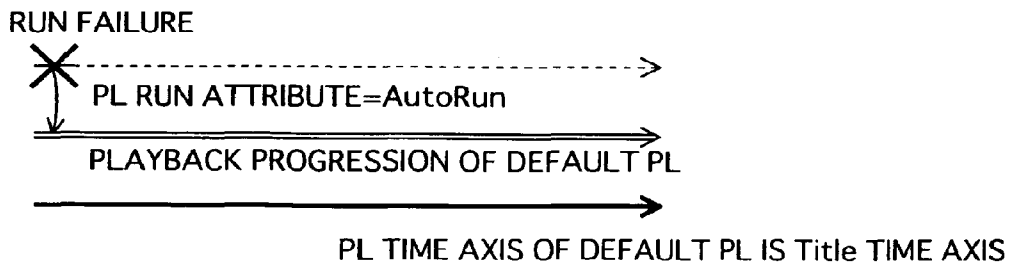 RUN FAILURE
PL RUN ATTRIBUTE=AutoRun
PLAYBACK PROGRESSION OF DEFAULT PL
PL TIME AXIS OF DEFAULT PL IS Title TIME AXIS